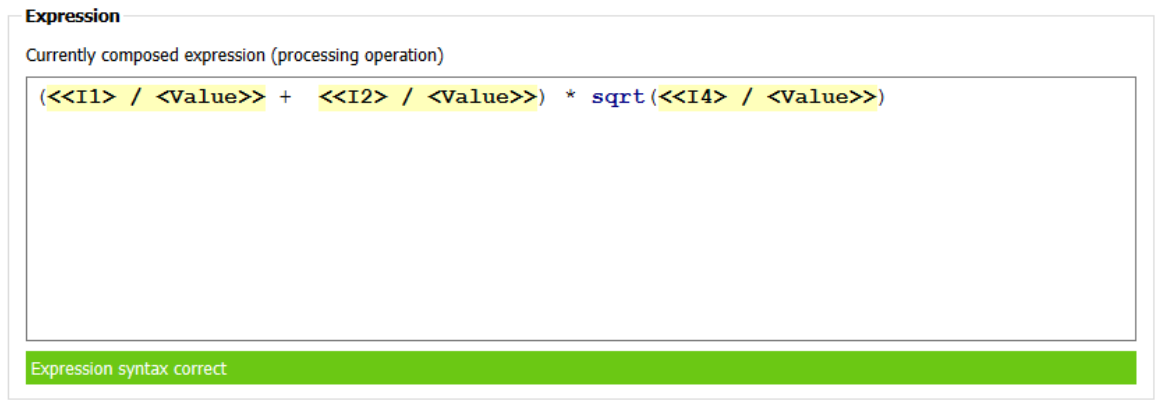 Expression
Currently composed expression (processing operation)
(<<I1> / <Value>> +  <<I2> / <Value>>) * sqrt(<<I4> / <Value>>)
Expression syntax correct